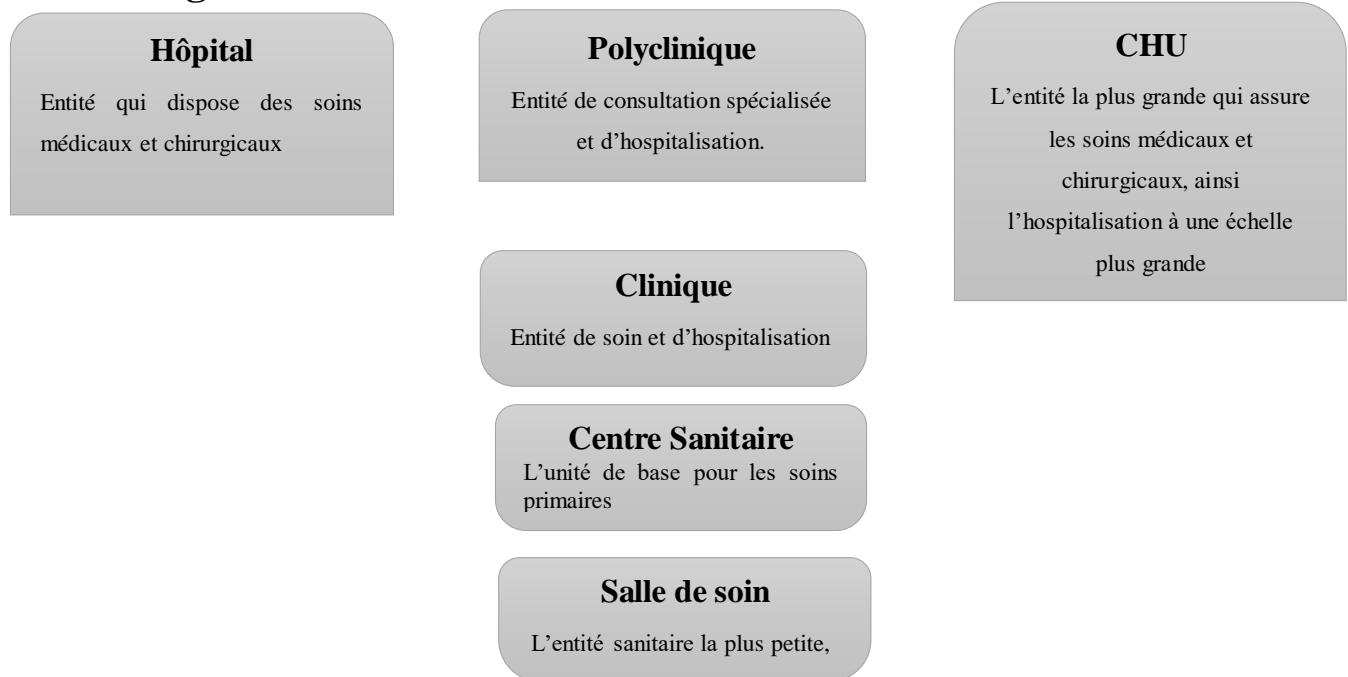 Hôpital
Entité qui dispose des soins
médicaux et chirurgicaux
Polyclinique
Entité de consultation spécialisée
et d’hospitalisation.
CHU
L’entité la plus grande qui assure
les soins médicaux et
chirurgicaux, ainsi
l’hospitalisation à une échelle
plus grande
Clinique
Entité de soin et d’hospitalisation
Centre Sanitaire
L’unité de base pour les soins
primaires
Salle de soin
L’entité sanitaire la plus petite,